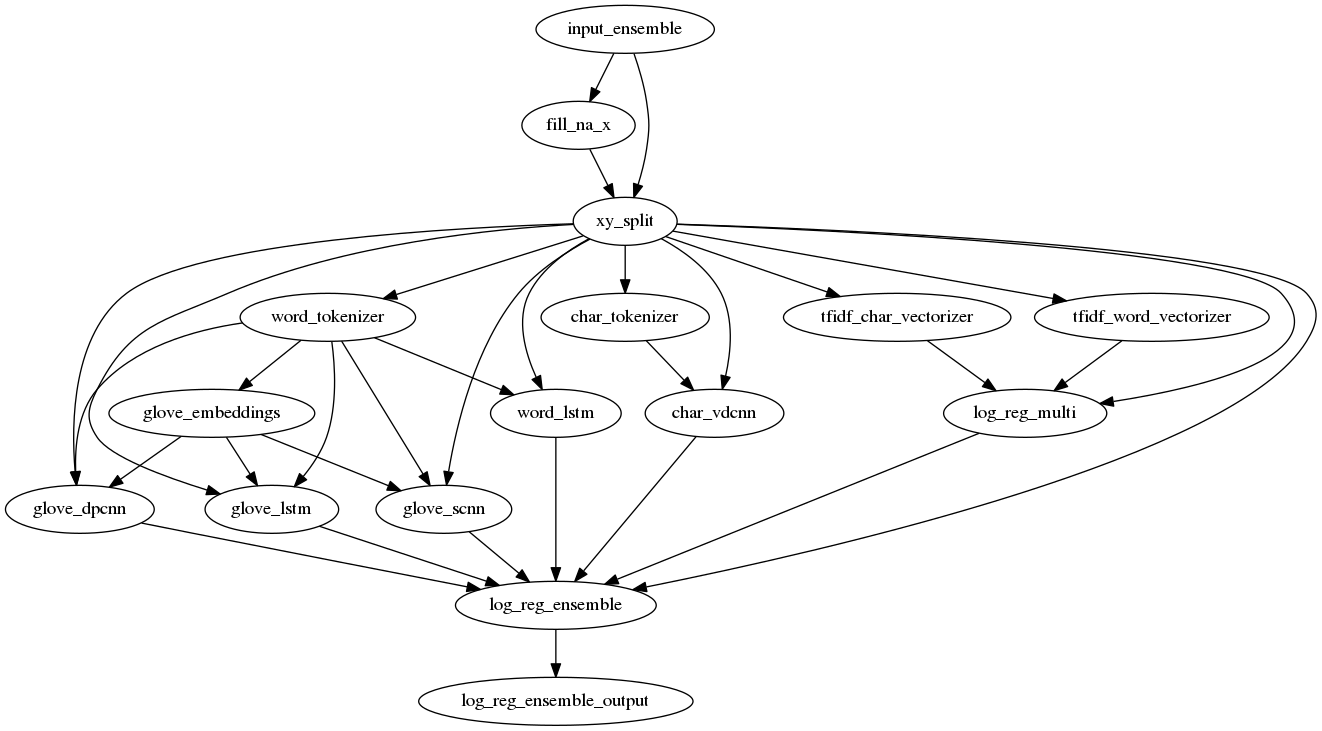 input_ensemble
fill_na_x
xy_split
word_tokenizer
char_tokenizer
tfidf_char_vectorizer
tfidf_word_vectorizer
glove_embeddings
word_lstm
char_vdcnn
log_reg_multi
glove_dpcnn
glove_lstm
glove_scnn
log_reg_ensemble
log_reg_ensemble_output